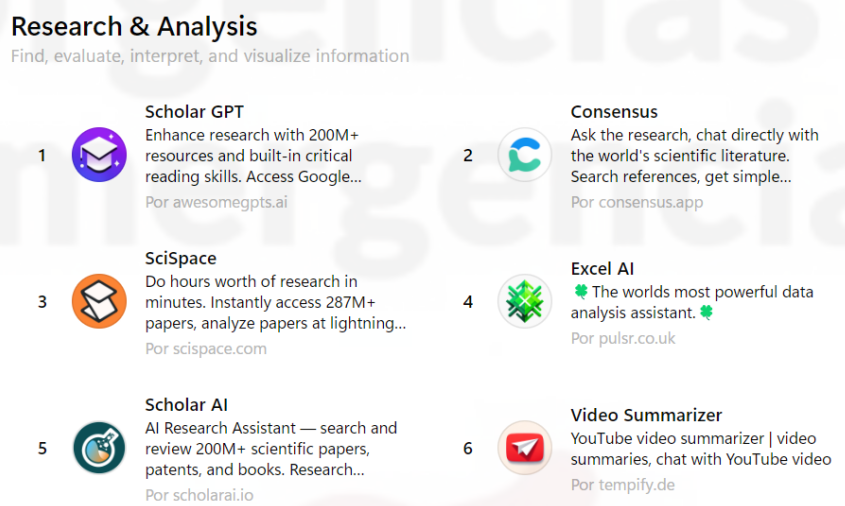 Research & Analysis
Find, evaluate, interpret, and visualize information
1
Scholar GPT
Enhance research with 200M+
resources and built-in critical
reading skills. Access Google...
Por awesomegpts.ai
2
Consensus
Ask the research, chat directly with
the world's scientific literature.
Search references, get simple...
Por consensus.app
3
SciSpace
Do hours worth of research in
minutes. Instantly access 287M+
papers, analyze papers at lightning...
Por scispace.com
4
Excel AI
🍀The worlds most powerful data
analysis assistant.🍀
Por pulsr.co.uk
5
Scholar AI
AI Research Assistant — search and
review 200M+ scientific papers,
patents, and books. Research...
Por scholarai.io
6
Video Summarizer
YouTube video summarizer | video
summaries, chat with YouTube video
Por tempify.de